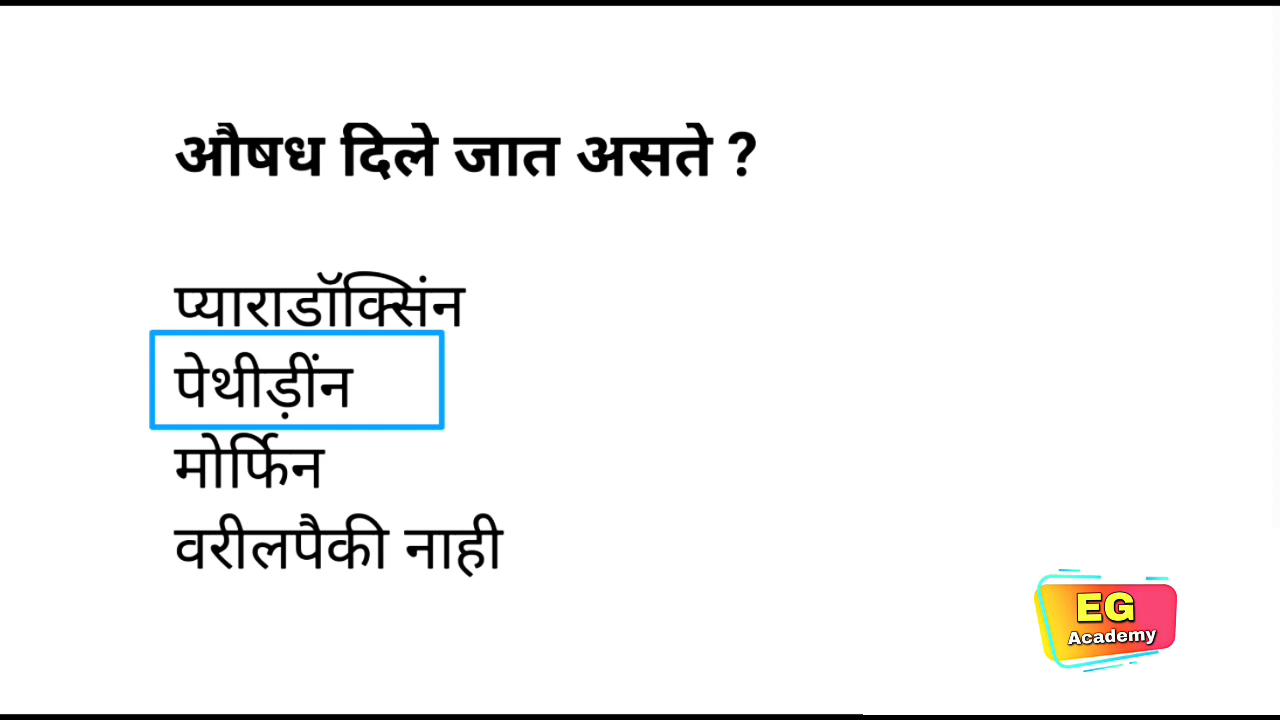 औषध दिले जात असते ?
प्याराडॉक्सिंन
पेथीड़ींन
मोर्फिन
वरीलपैकी नाही
EG
Academy